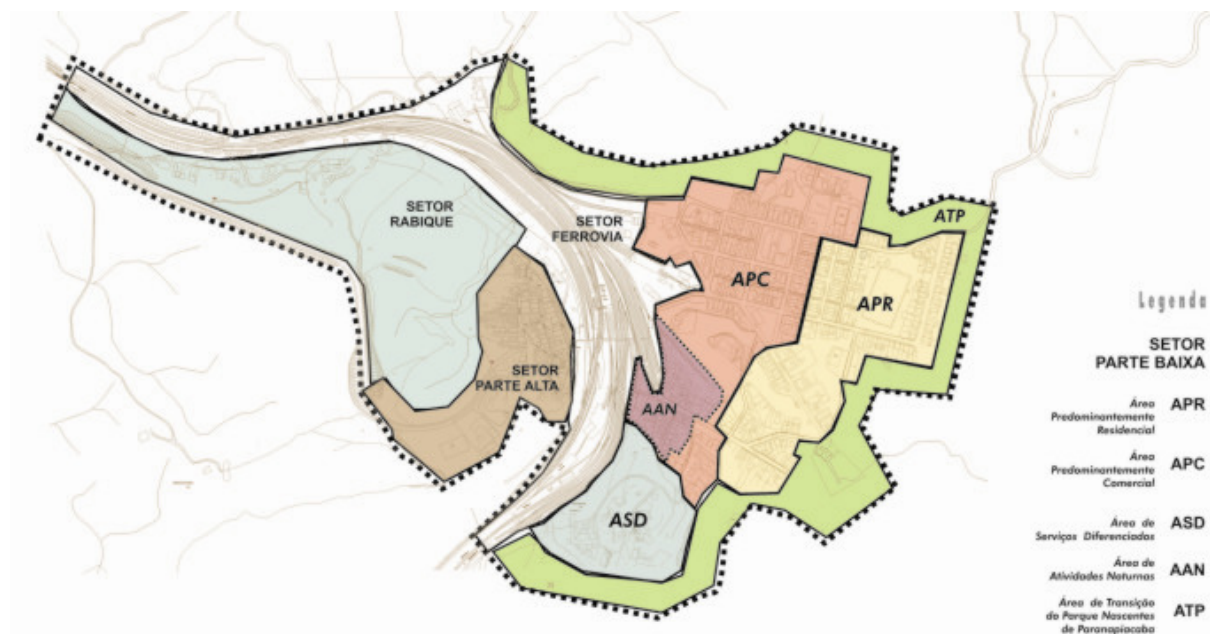 SETOR
RABIQUE
SETOR
FERROVIA
SETOR
PARTE ALTA
ATP
APC
APR
AAN
ASD
Legenda
SETOR
PARTE BAIXA
Área
Predominantemente
Residencial
APR
Área
Predominantemente
Comercial
APC
Área de
Serviços Diferenciados
ASD
Área de
Atividades Noturnas
AAN
Área de Transição
do Parque Nascentes
de Paranapiacaba
ATP